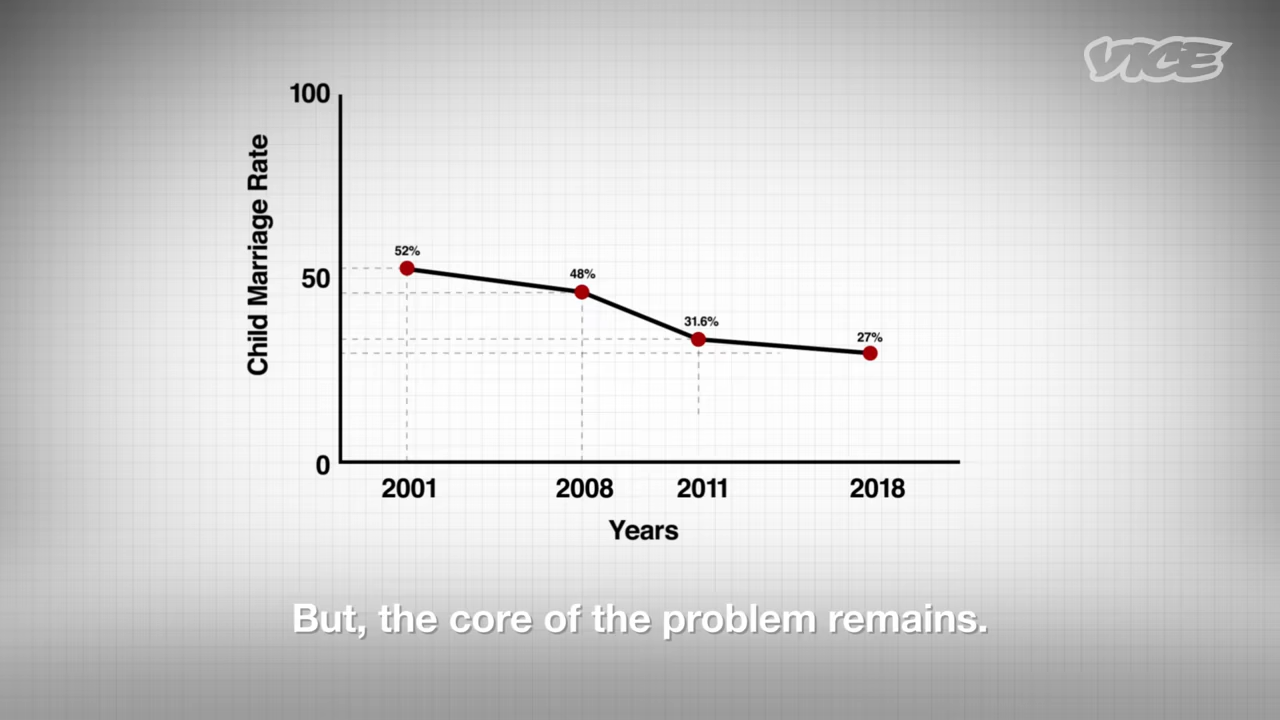 VICE
100
Child Marriage Rate
52%
50
48%
31.6%
27%
0
2001 2008 2011 2018
Years
But, the core of the problem remains.